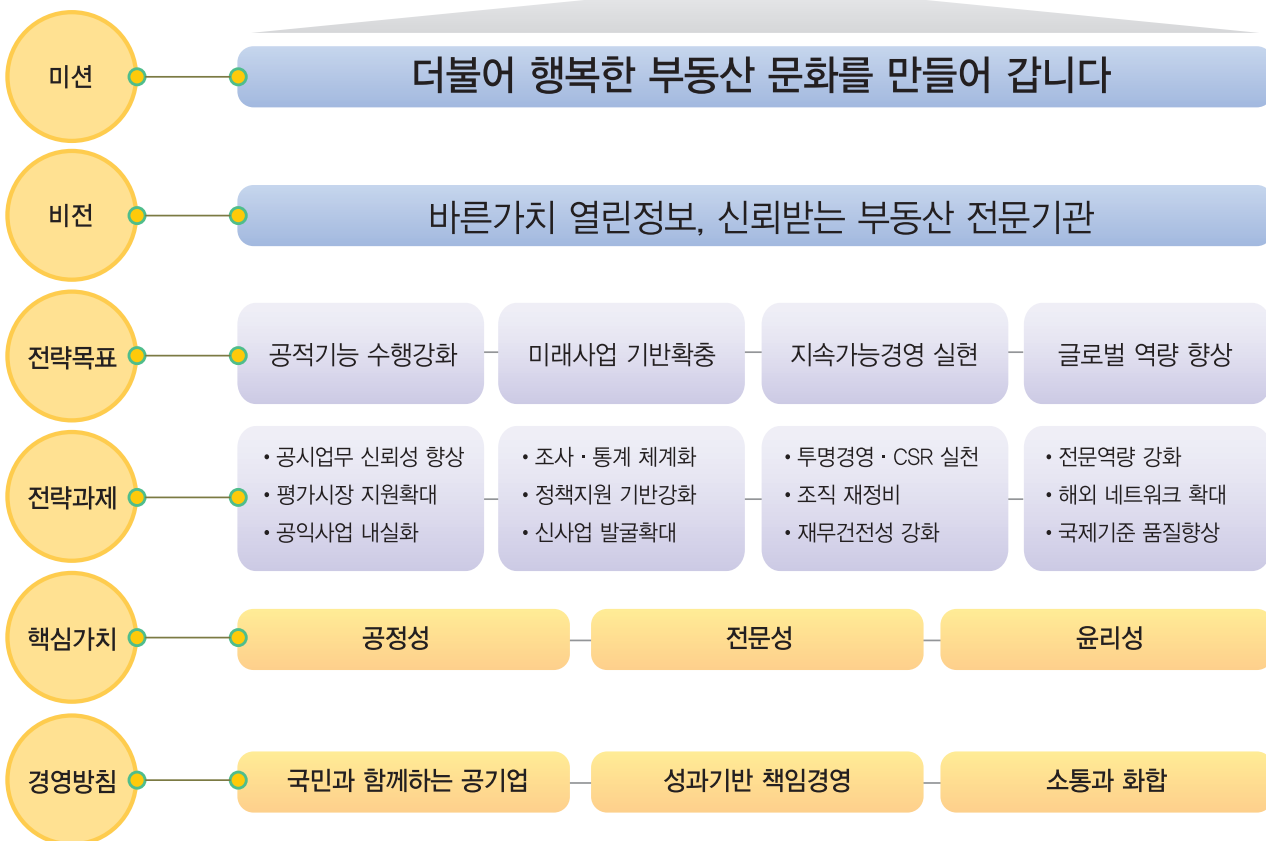 미션
더불어 행복한 부동산 문화를 만들어 갑니다
비전
바른가치 열린정보, 신뢰받는 부동산 전문기관
전략목표
공적기능 수행강화
미래사업 기반확충
지속가능경영 실현
글로벌 역량 향상
전략과제
• 공시업무 신뢰성 향상
• 평가시장 지원확대
• 공익사업 내실화
• 조사 · 통계 체계화
• 정책지원 기반강화
• 신사업 발굴확대
• 투명경영 · CSR 실천
• 조직 재정비
• 재무건전성 강화
• 전문역량 강화
• 해외 네트워크 확대
• 국제기준 품질향상
핵심가치
공정성
전문성
윤리성
경영방침
국민과 함께하는 공기업
성과기반 책임경영
소통과 화합